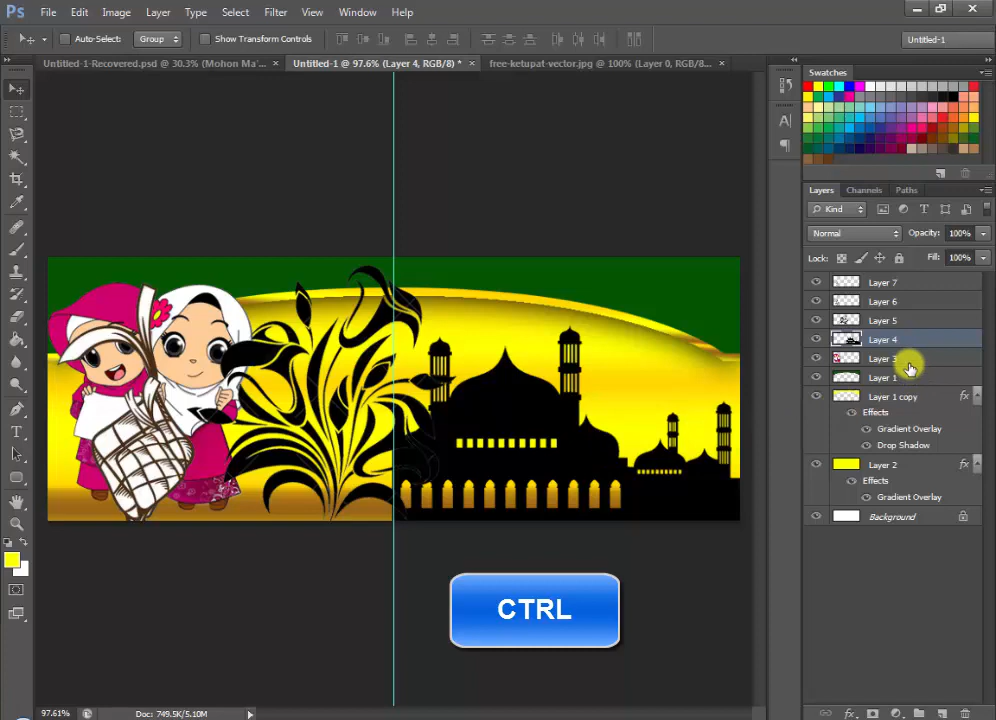 Ps File Edit Image Layer Type Select Filter View Window Help
Auto-Select: Group Show Transform Controls Untitled-1
Untitled-1-Recovered.psd @ 30.3% (Mohon Ma'... × Untitled-1 @ 97.6% (Layer 4, RGB/8) * × free-ketupat-vector.jpg @ 100% (Layer 0, RGB/8... ×
Swatches
Layers Channels Paths
Kind
Normal Opacity: 100%
Lock: Fill: 100%
Layer 7
Layer 6
Layer 5
Layer 4
Layer 3
Layer 1
Layer 1 copy fx
Effects
Gradient Overlay
Drop Shadow
Layer 2 fx
Effects
Gradient Overlay
Background
CTRL
97.61% Doc: 749.5K/5.10M